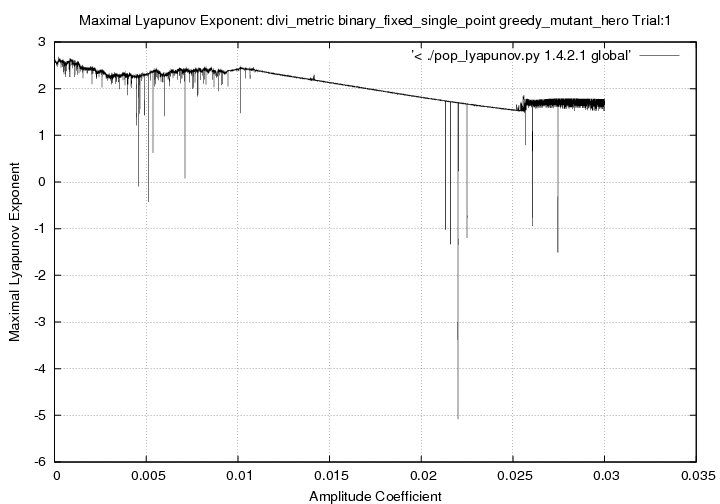 Maximal Lyapunov Exponent: divi_metric binary_fixed_single_point greedy_mutant_hero Trial:1
'< ./pop_lyapunov.py 1.4.2.1 global'
3
2
1
0
-1
-2
-3
-4
-5
-6
Maximal Lyapunov Exponent
0 0.005 0.01 0.015 0.02 0.025 0.03 0.035
Amplitude Coefficient